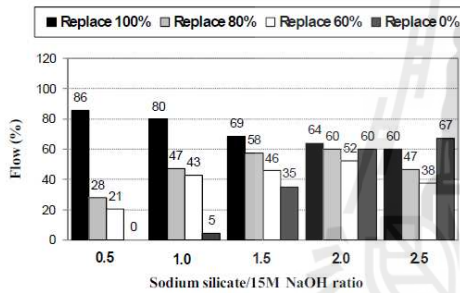 Replace 100% Replace 80% Replace 60% Replace 0%
120
100
80
60
40
20
0
Flow (%)
86 28 21 0
80 47 43 5
69 58 46 35
64 60 52 60
60 47 38 67
0.5 1.0 1.5 2.0 2.5
Sodium silicate/15M NaOH ratio